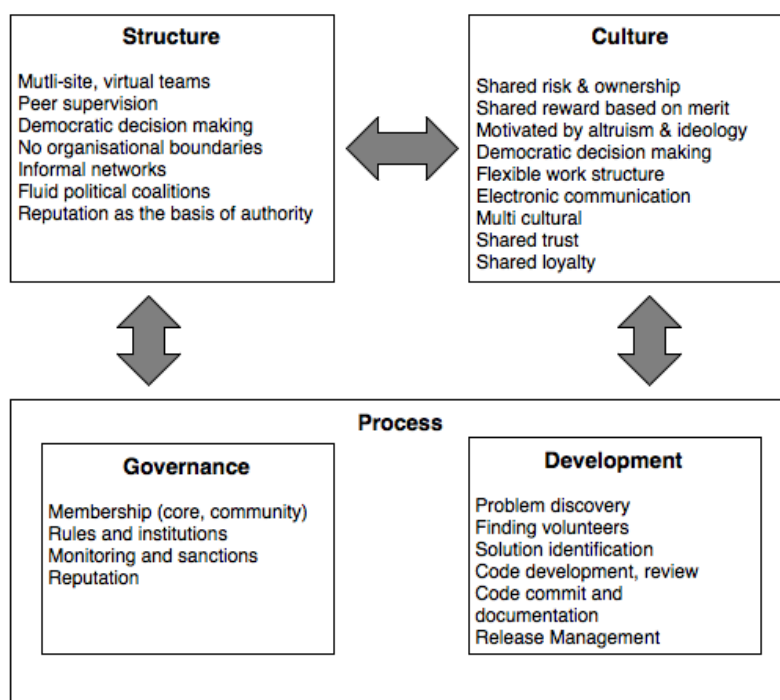 Structure
Mutli-site, virtual teams
Peer supervision
Democratic decision making
No organisational boundaries
Informal networks
Fluid political coalitions
Reputation as the basis of authority
Culture
Shared risk & ownership
Shared reward based on merit
Motivated by altruism & ideology
Democratic decision making
Flexible work structure
Electronic communication
Multi cultural
Shared trust
Shared loyalty
Process
Governance
Membership (core, community)
Rules and institutions
Monitoring and sanctions
Reputation
Development
Problem discovery
Finding volunteers
Solution identification
Code development, review
Code commit and
documentation
Release Management